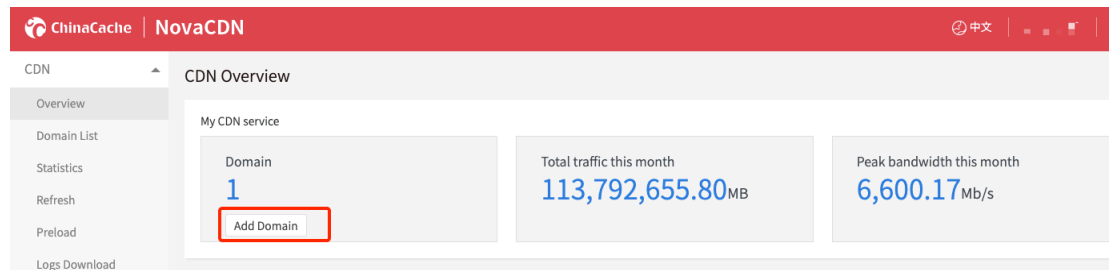 ChinaCache | NovaCDN
中文
CDN
CDN Overview
Overview
Domain List
Statistics
Refresh
Preload
Logs Download
My CDN service
Domain
1
Add Domain
Total traffic this month
113,792,655.80MB
Peak bandwidth this month
6,600.17Mb/s